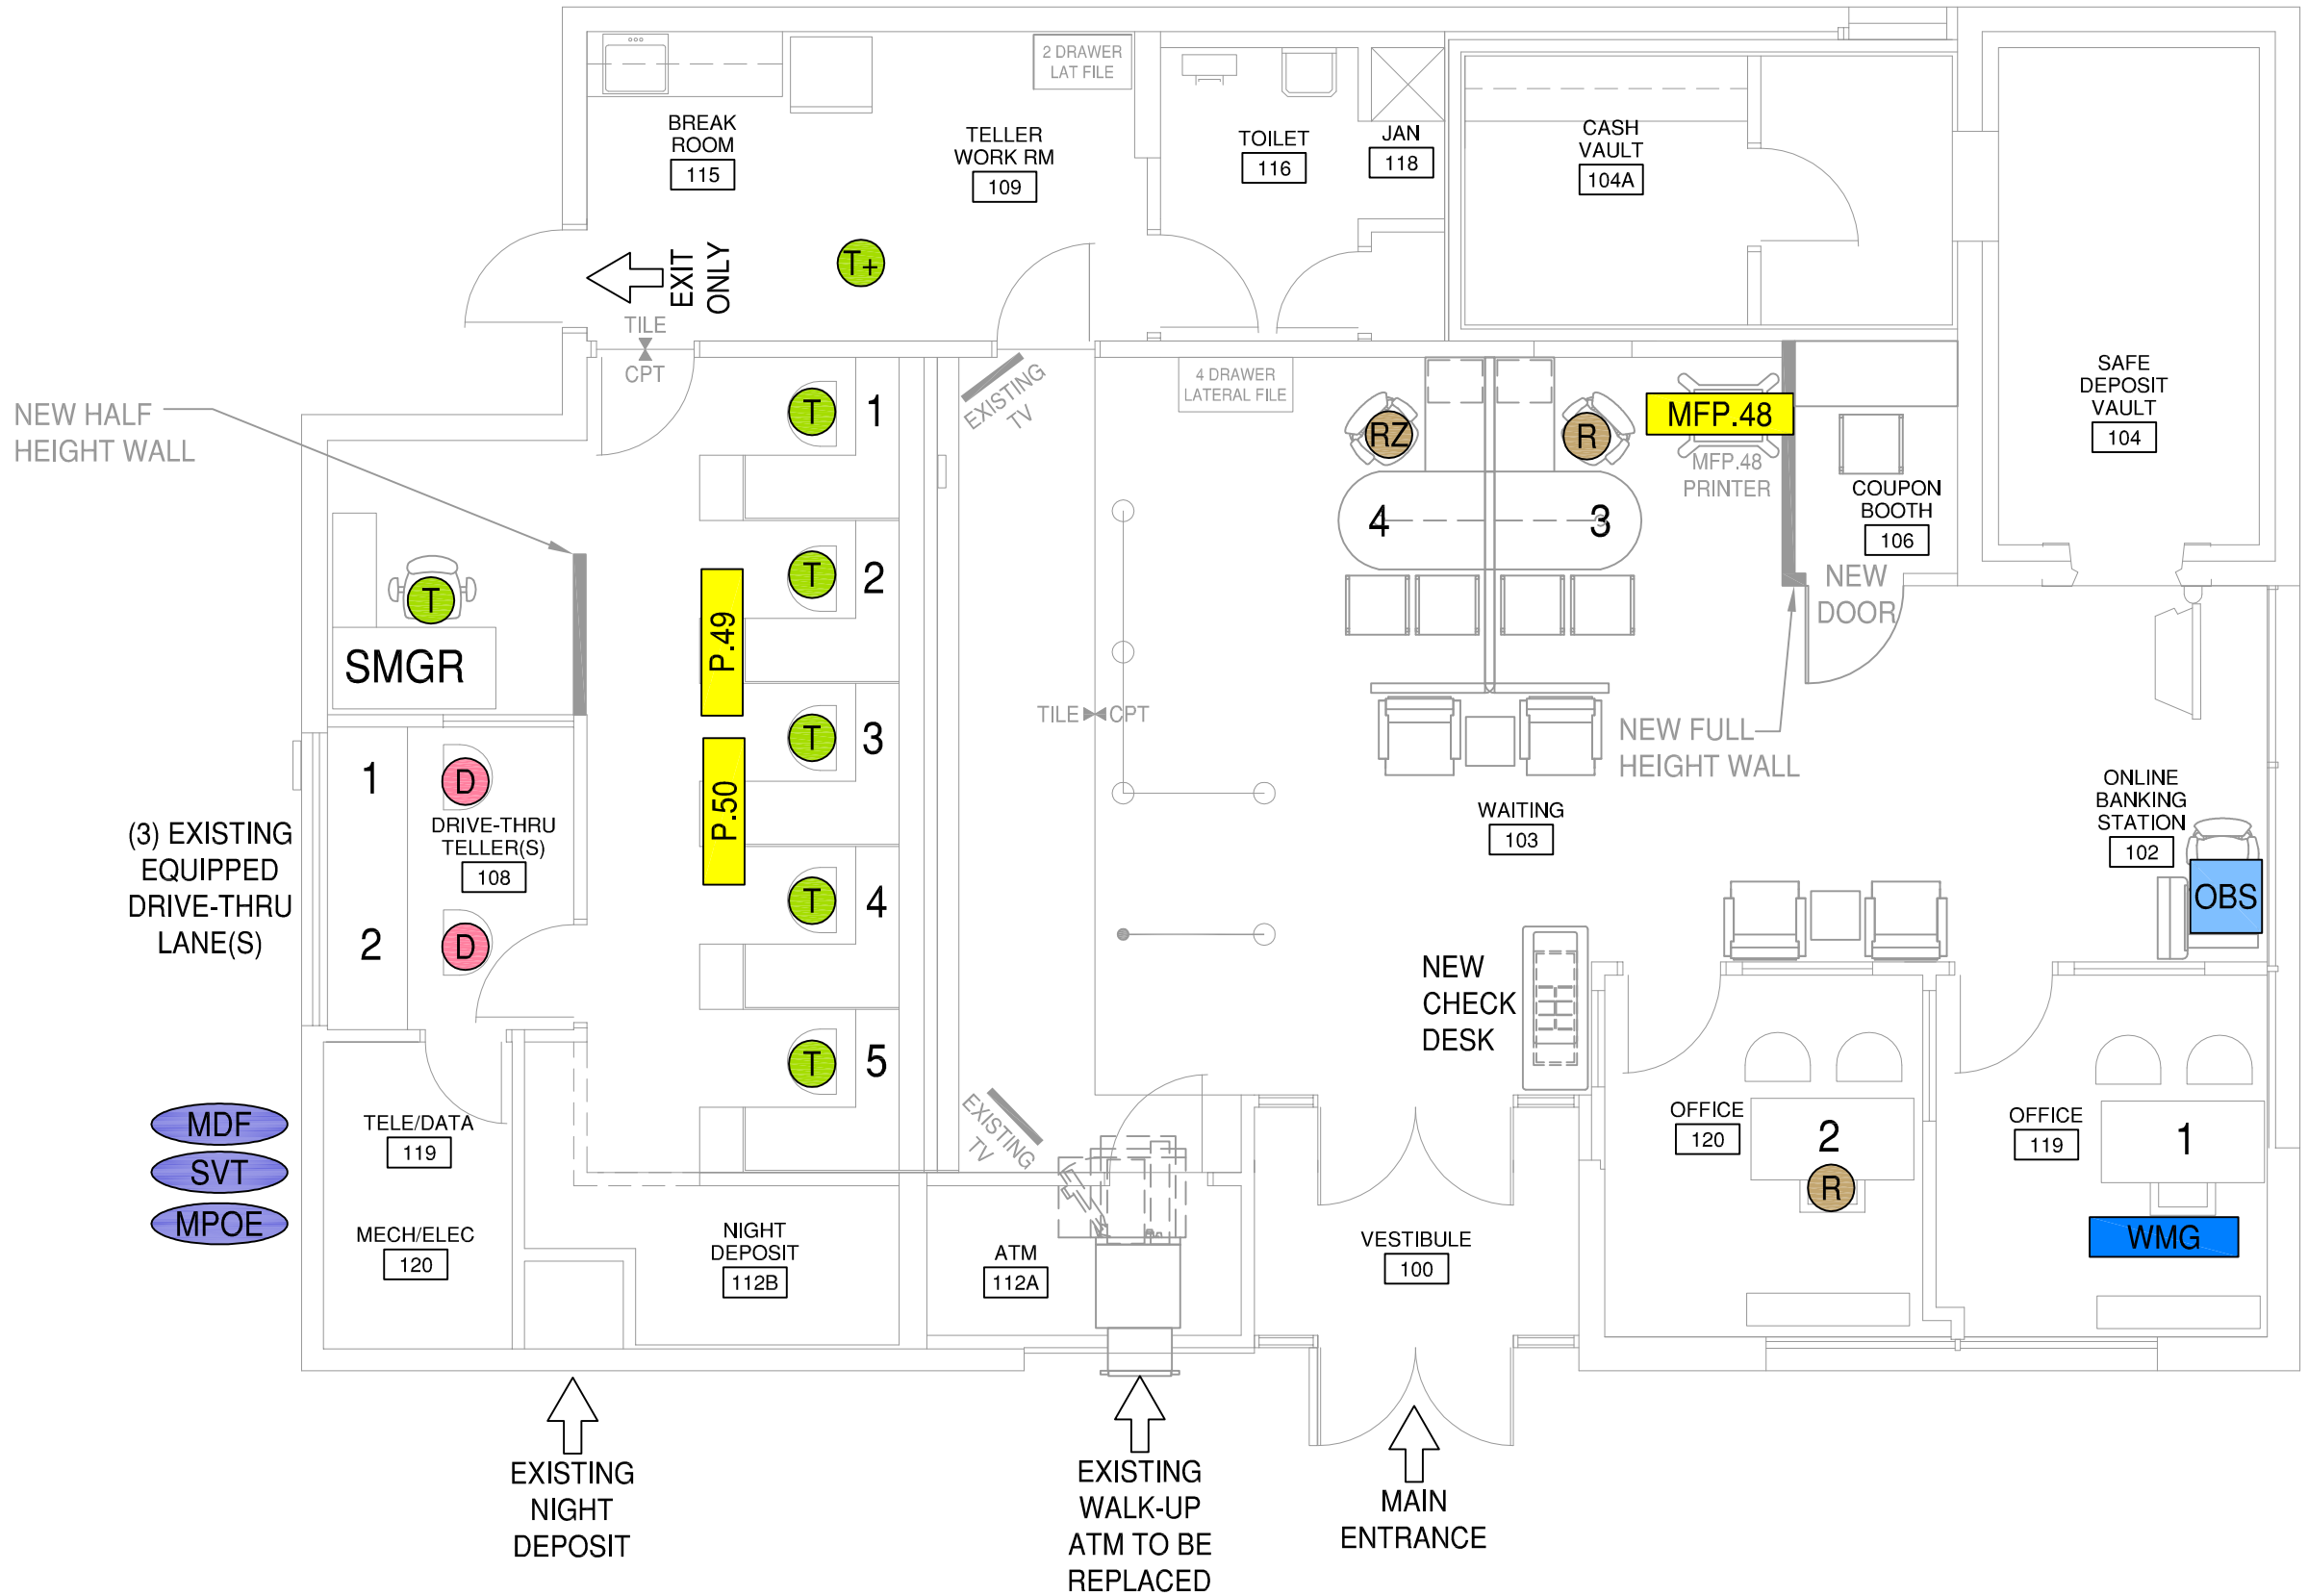 2 DRAWER
LAT FILE
BREAK
ROOM
115
TELLER
WORK RM
109
TOILET
116
JAN
118
CASH
VAULT
104A
EXIT
ONLY
T+
TILE
CPT
EXISTING
TV
4 DRAWER
LATERAL FILE
SAFE
DEPOSIT
VAULT
104
NEW HALF
HEIGHT WALL
T
1
RZ
R
MFP.48
MFP.48
PRINTER
COUPON
BOOTH
106
4
3
T
2
T
SMGR
P.49
NEW
DOOR
T
3
TILE
CPT
NEW FULL
HEIGHT WALL
1
D
P.50
(3) EXISTING
EQUIPPED
DRIVE-THRU
LANE(S)
DRIVE-THRU
TELLER(S)
108
WAITING
103
ONLINE
BANKING
STATION
102
OBS
2
D
T
4
NEW
CHECK
DESK
T
5
MDF
SVT
MPOE
TELE/DATA
119
MECH/ELEC
120
EXISTING
TV
OFFICE
120
2
R
OFFICE
119
1
WMG
NIGHT
DEPOSIT
112B
ATM
112A
VESTIBULE
100
EXISTING
NIGHT
DEPOSIT
EXISTING
WALK-UP
ATM TO BE
REPLACED
MAIN
ENTRANCE